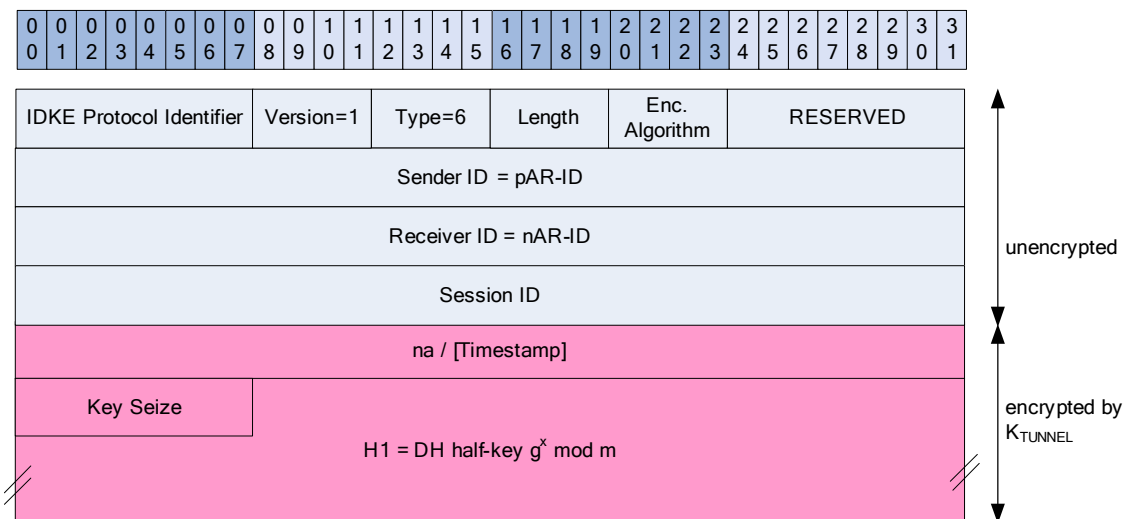 0 0 0 0 0 0 0 0 0 0 1 1 1 1 1 1 1 1 1 1 2 2 2 2 2 2 2 2 2 2 3 3
0 1 2 3 4 5 6 7 8 9 0 1 2 3 4 5 6 7 8 9 0 1 2 3 4 5 6 7 8 9 0 1
IDKE Protocol Identifier Version=1 Type=6 Length Enc. Algorithm RESERVED
Sender ID = pAR-ID
Receiver ID = nAR-ID
unencrypted
Session ID
na / [Timestamp]
Key Seize
encrypted by
K_TUNNEL
H1 = DH half-key g^x mod m